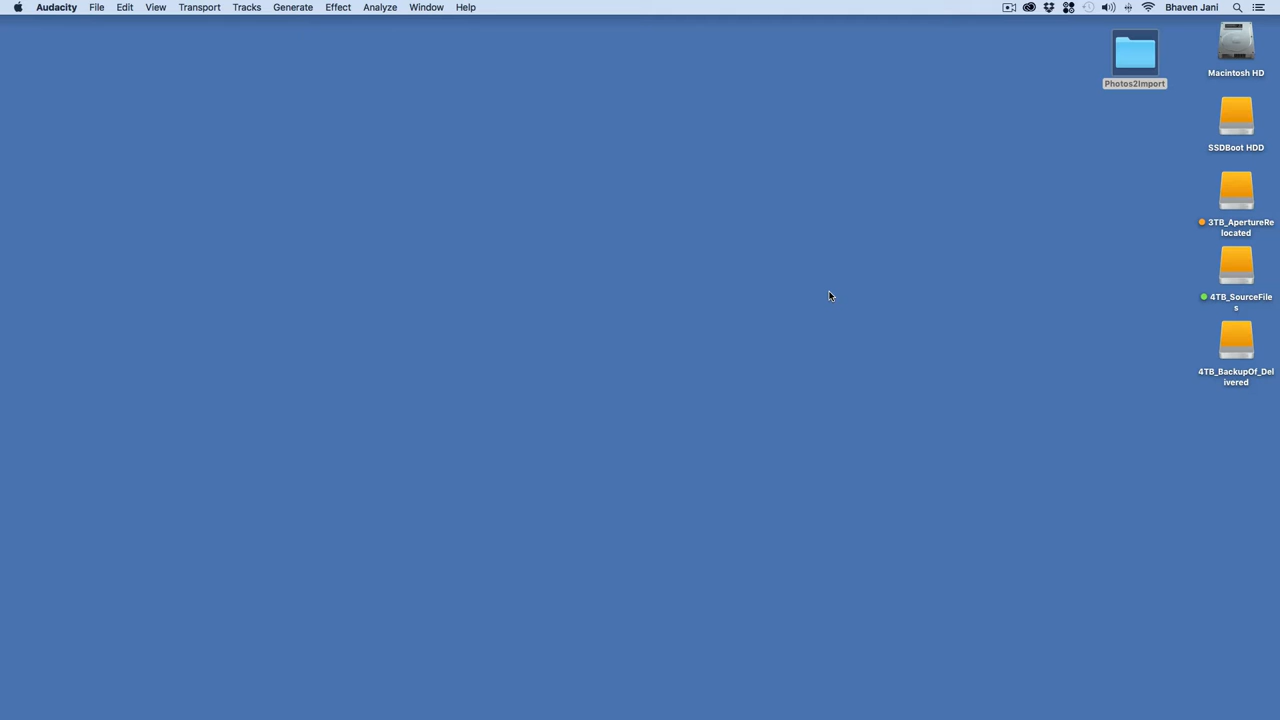 Audacity File Edit View Transport Tracks Generate Effect Analyze Window Help Bhaven Jani
Photos2Import
Macintosh HD
SSDBoot HDD
3TB_ApertureRe
located
4TB_SourceFile
s
4TB_BackupOf_Del
ivered